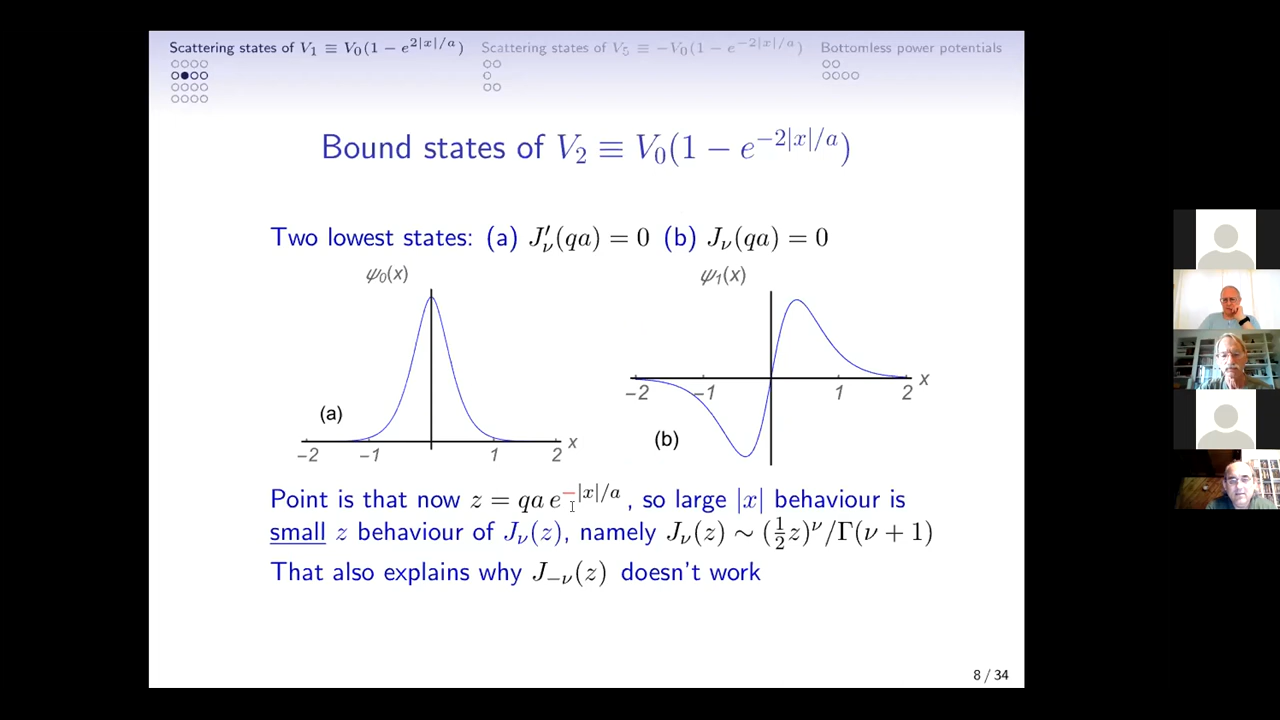 Scattering states of V₁ ≡ V₀(1 − e^{2|x|/a}) Scattering states of V₅ ≡ −V₀(1 − e^{−2|x|/a}) Bottomless power potentials
Bound states of V₂ ≡ V₀(1 − e^{−2|x|/a})
Two lowest states: (a) J′_ν(qa) = 0 (b) J_ν(qa) = 0
ψ₀(x)
(a)
−2 −1 1 2 x
ψ₁(x)
−2 −1 1 2 x
(b)
Point is that now z = qa e^{−|x|/a} , so large |x| behaviour is
small z behaviour of J_ν(z), namely J_ν(z) ∼ (½z)^ν/Γ(ν + 1)
That also explains why J_{−ν}(z) doesn't work
8 / 34